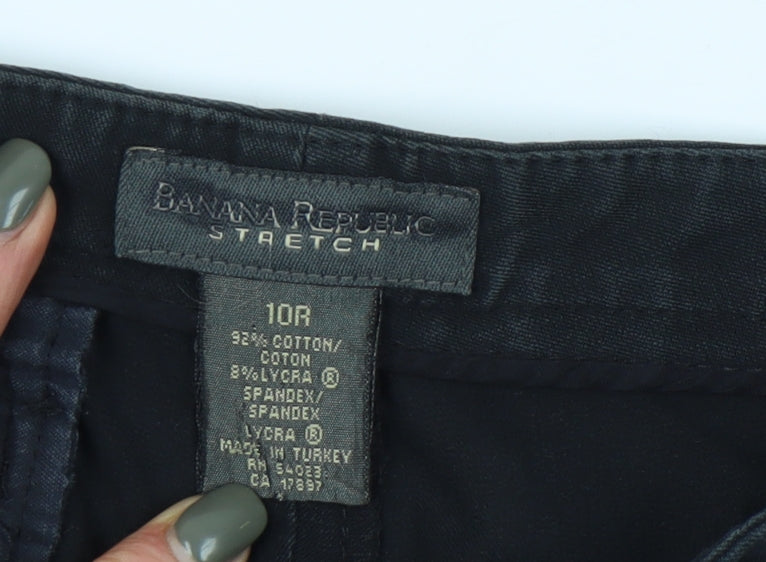 BANANA REPUBLIC
STRETCH
10R
92% COTTON/
COTON
8% LYCRA ®
SPANDEX/
SPANDEX
LYCRA ®
MADE IN TURKEY
RN 54023
CA 17897